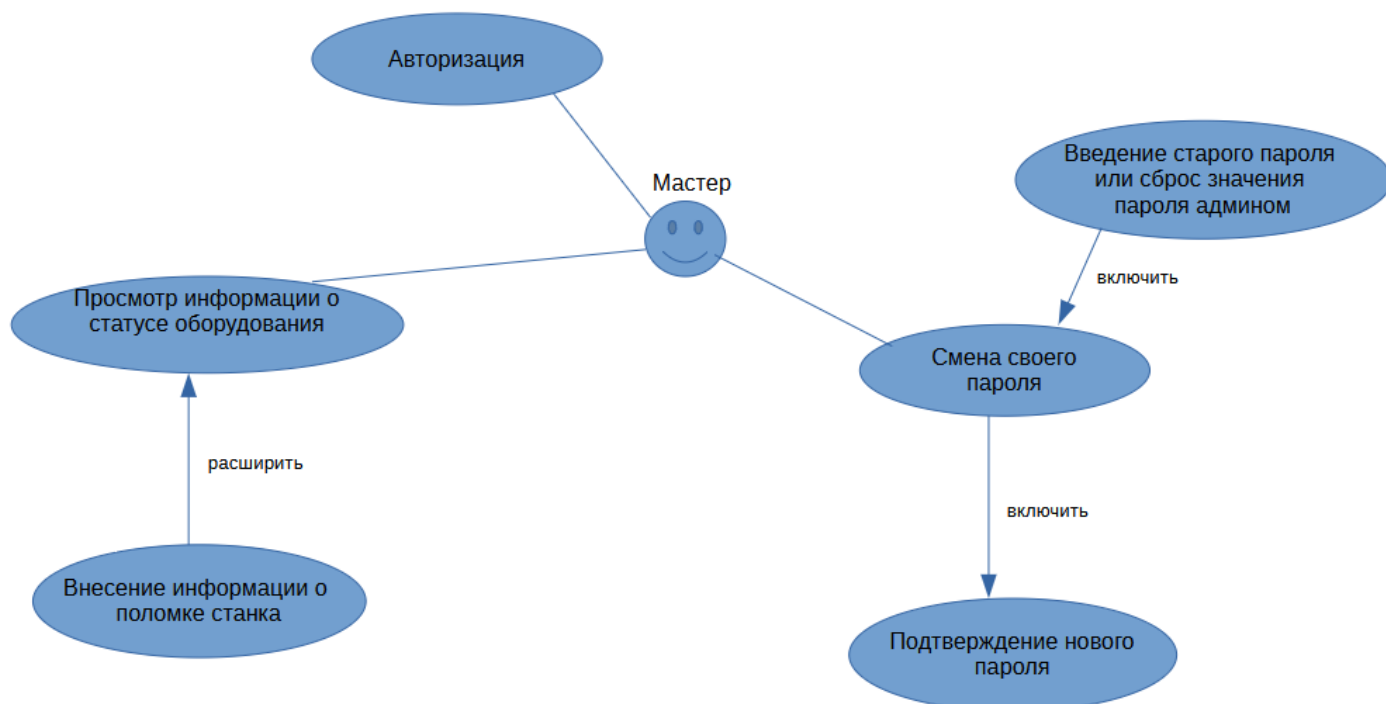 Авторизация
Мастер
Введение старого пароля
или сброс значения
пароля админом
включить
Просмотр информации о
статусе оборудования
Смена своего
пароля
расширить
включить
Внесение информации о
поломке станка
Подтверждение нового
пароля